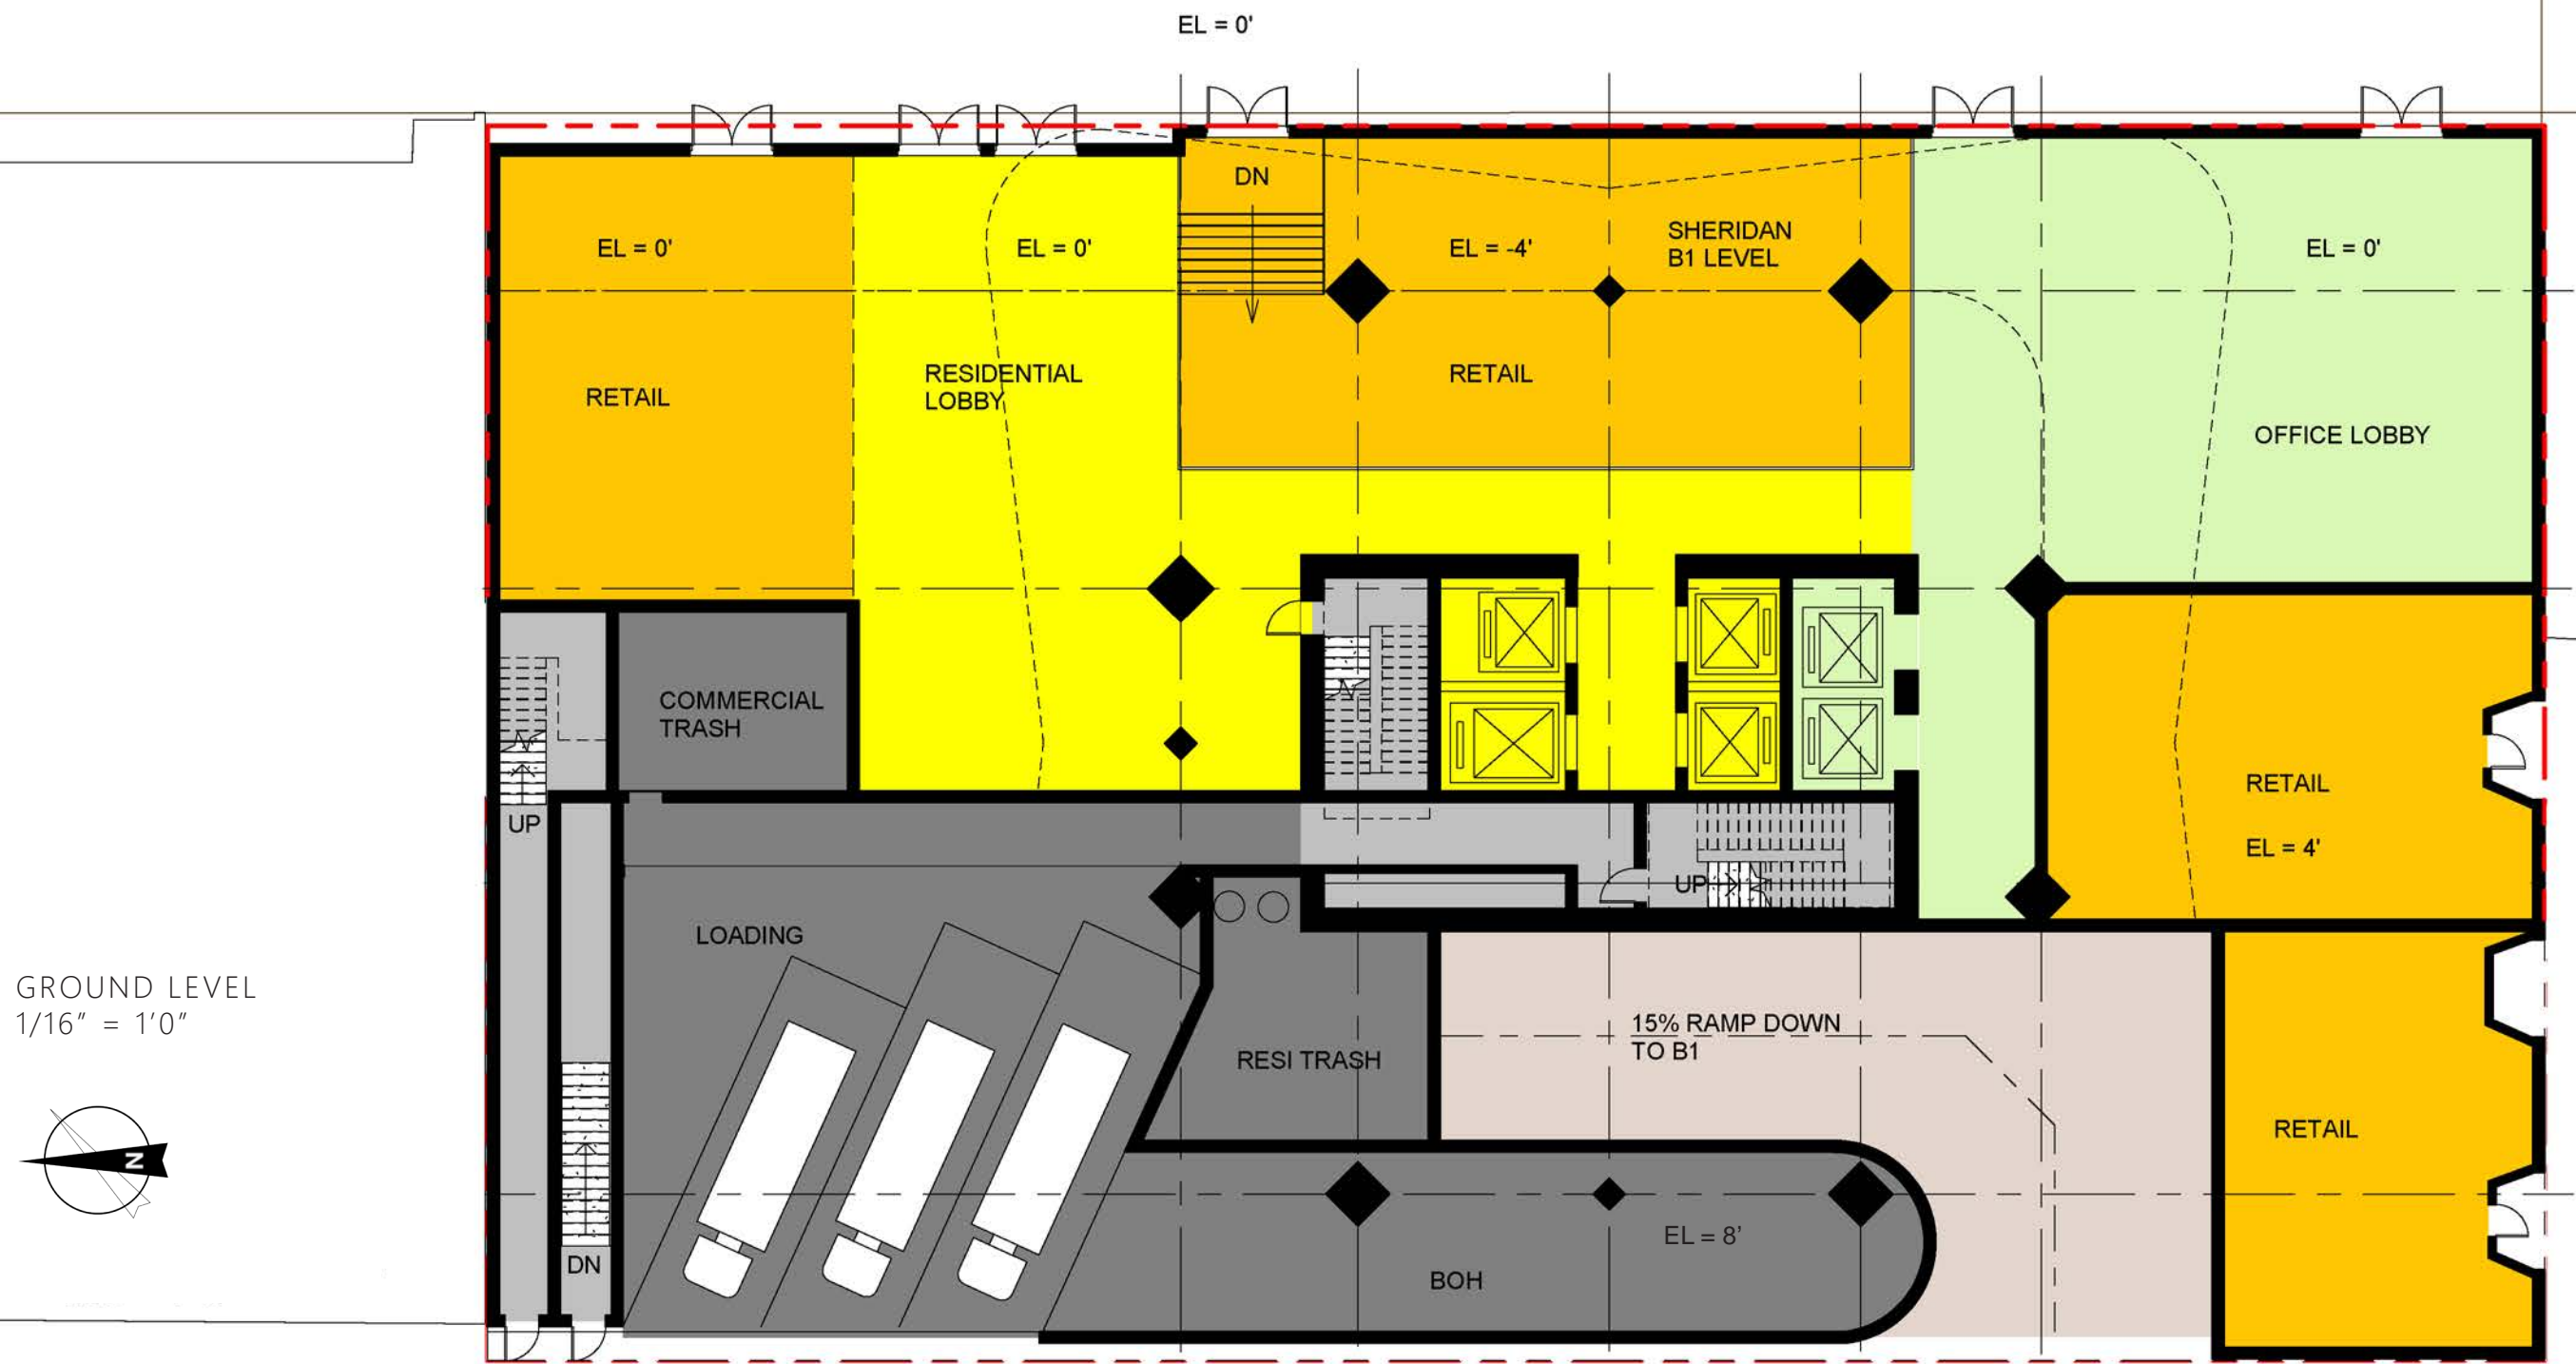 EL = 0'
DN
EL = 0'
EL = 0'
EL = -4'
SHERIDAN
B1 LEVEL
EL = 0'
RETAIL
RESIDENTIAL
LOBBY
RETAIL
OFFICE LOBBY
COMMERCIAL
TRASH
UP
RETAIL
EL = 4'
UP
LOADING
GROUND LEVEL
1/16" = 1'0"
N
RESI TRASH
15% RAMP DOWN
TO B1
RETAIL
DN
EL = 8’
BOH